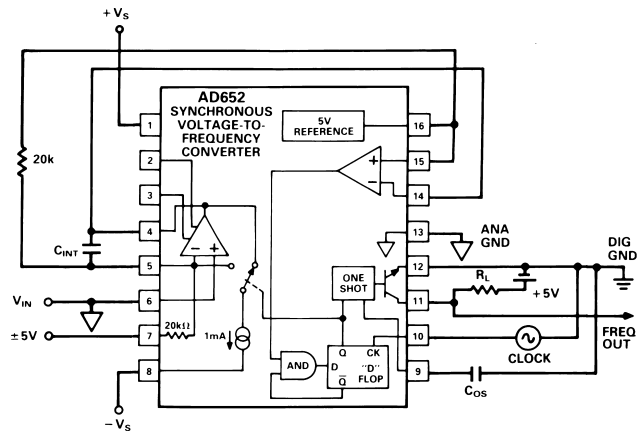 + VS
AD652
SYNCHRONOUS
VOLTAGE-TO-
FREQUENCY
CONVERTER
5V
REFERENCE
1
2
3
4
5
6
7
8
16
15
14
13
12
11
10
9
20k
CINT
VIN
±5V
– VS
+
–
–
+
20kΩ
1mA
ONE
SHOT
AND
Q
CK
D
"D"
FLOP
Q̅
ANA
GND
DIG
GND
RL
+5V
FREQ
OUT
CLOCK
COS